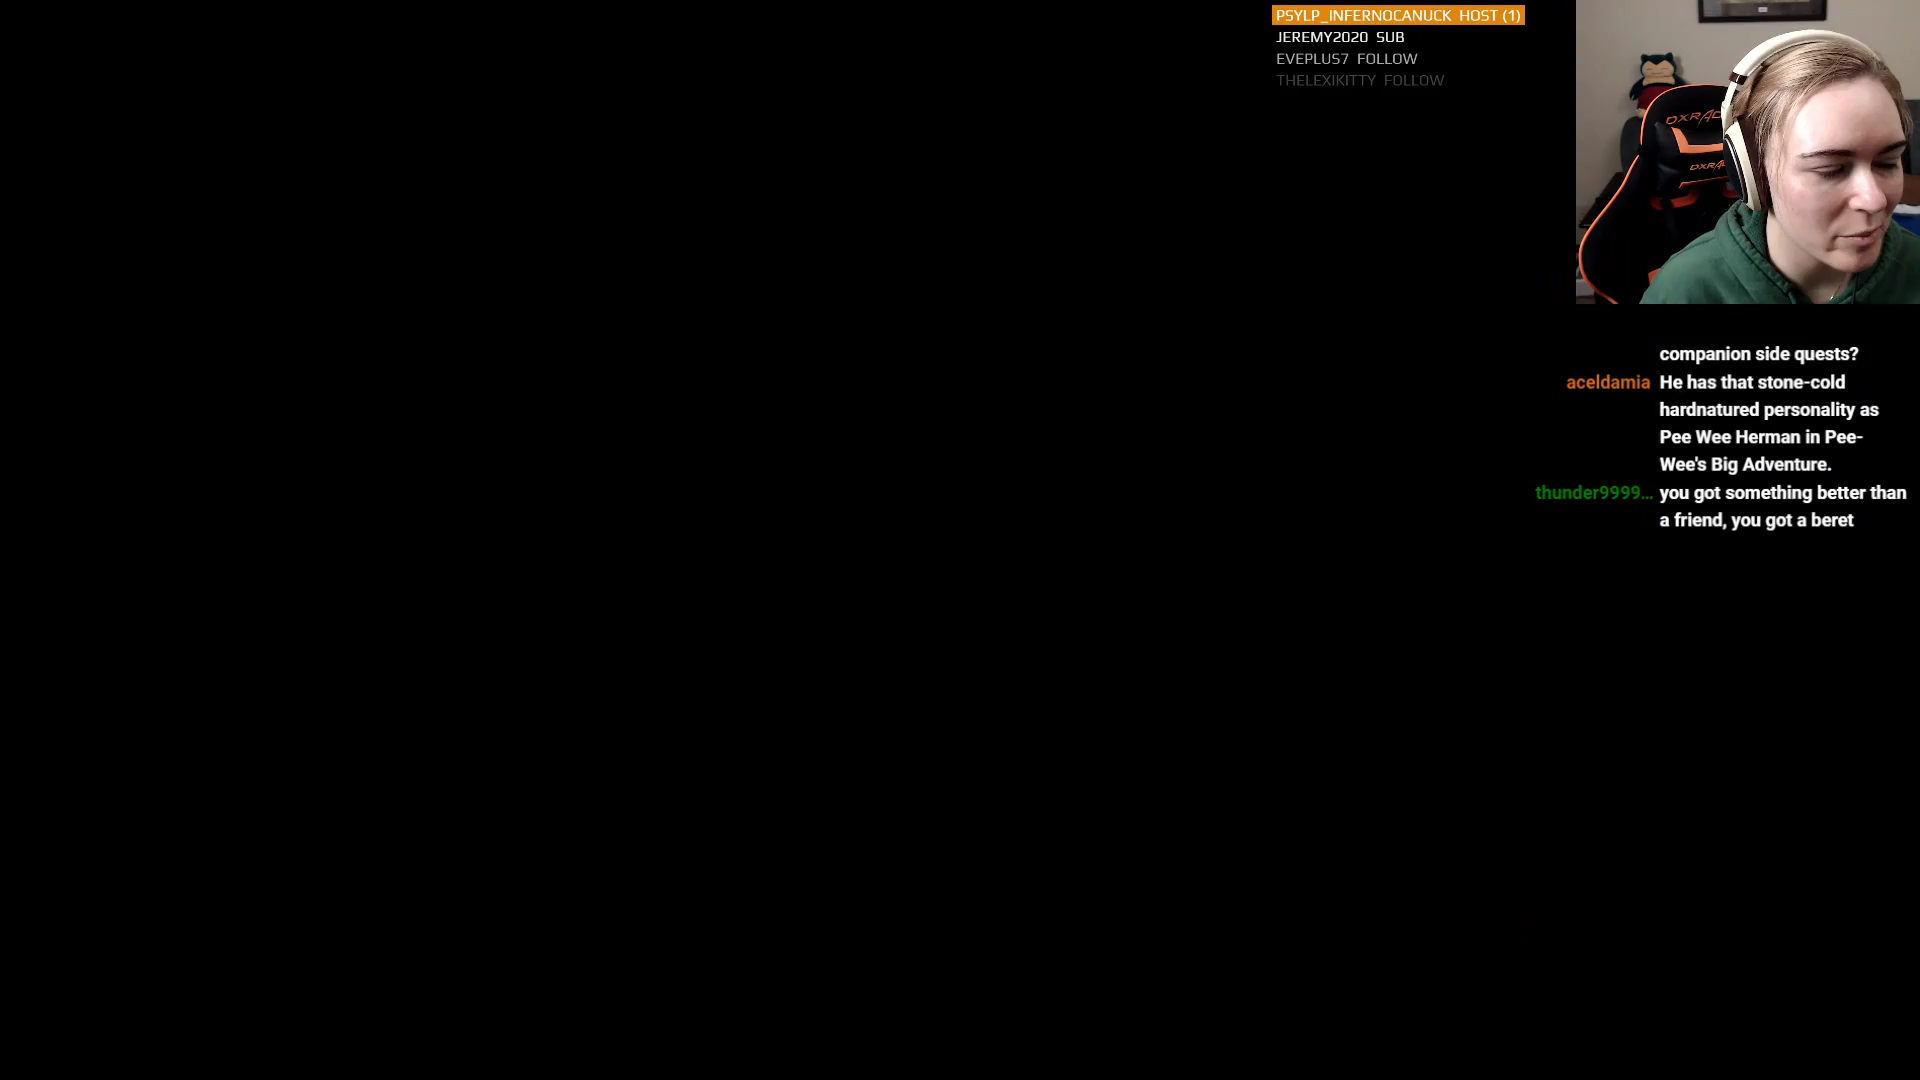 PSYLP_INFERNOCANUCK HOST (1)
JEREMY2020 SUB
EVEPLUS7 FOLLOW
THELEXIKITTY FOLLOW
DXRAC
DXRA
companion side quests?
aceldamia He has that stone-cold
hardnatured personality as
Pee Wee Herman in Pee-
Wee's Big Adventure.
thunder9999... you got something better than
a friend, you got a beret